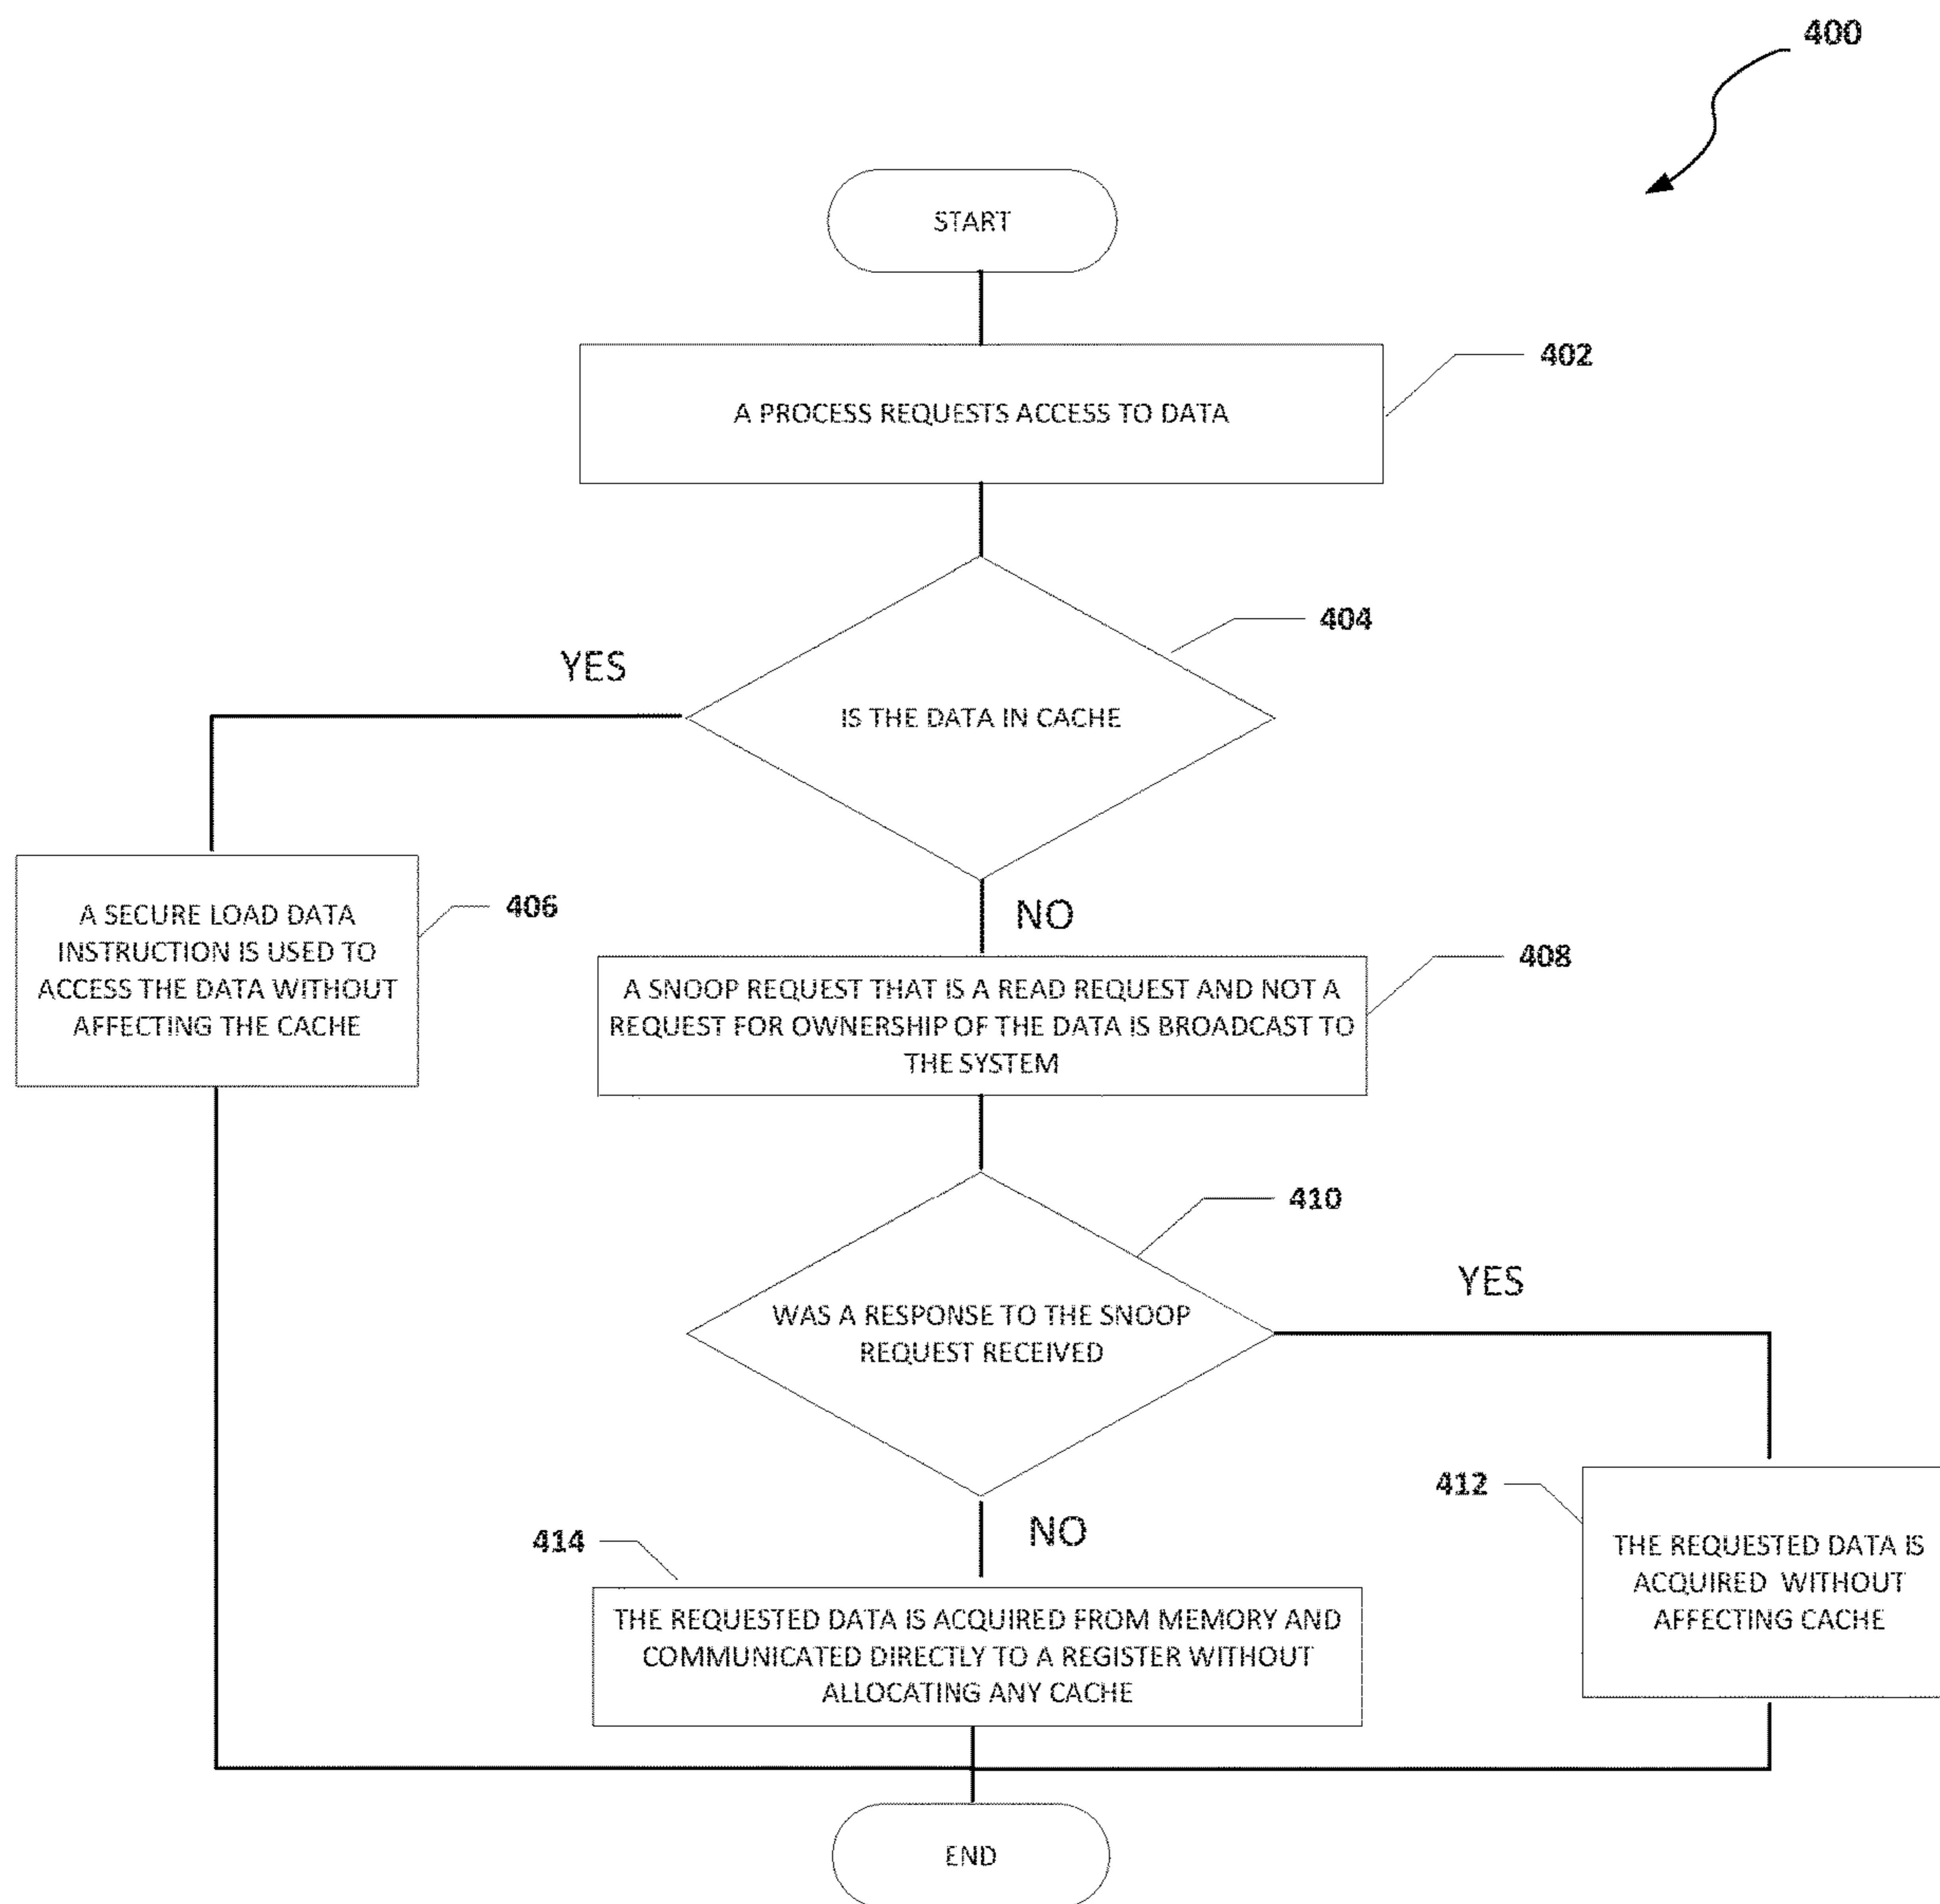 400
START
402
A PROCESS REQUESTS ACCESS TO DATA
404
YES
IS THE DATA IN CACHE
406
A SECURE LOAD DATA
INSTRUCTION IS USED TO
ACCESS THE DATA WITHOUT
AFFECTING THE CACHE
NO
408
A SNOOP REQUEST THAT IS A READ REQUEST AND NOT A
REQUEST FOR OWNERSHIP OF THE DATA IS BROADCAST TO
THE SYSTEM
410
YES
WAS A RESPONSE TO THE SNOOP
REQUEST RECEIVED
412
THE REQUESTED DATA IS
ACQUIRED WITHOUT
AFFECTING CACHE
NO
414
THE REQUESTED DATA IS ACQUIRED FROM MEMORY AND
COMMUNICATED DIRECTLY TO A REGISTER WITHOUT
ALLOCATING ANY CACHE
END